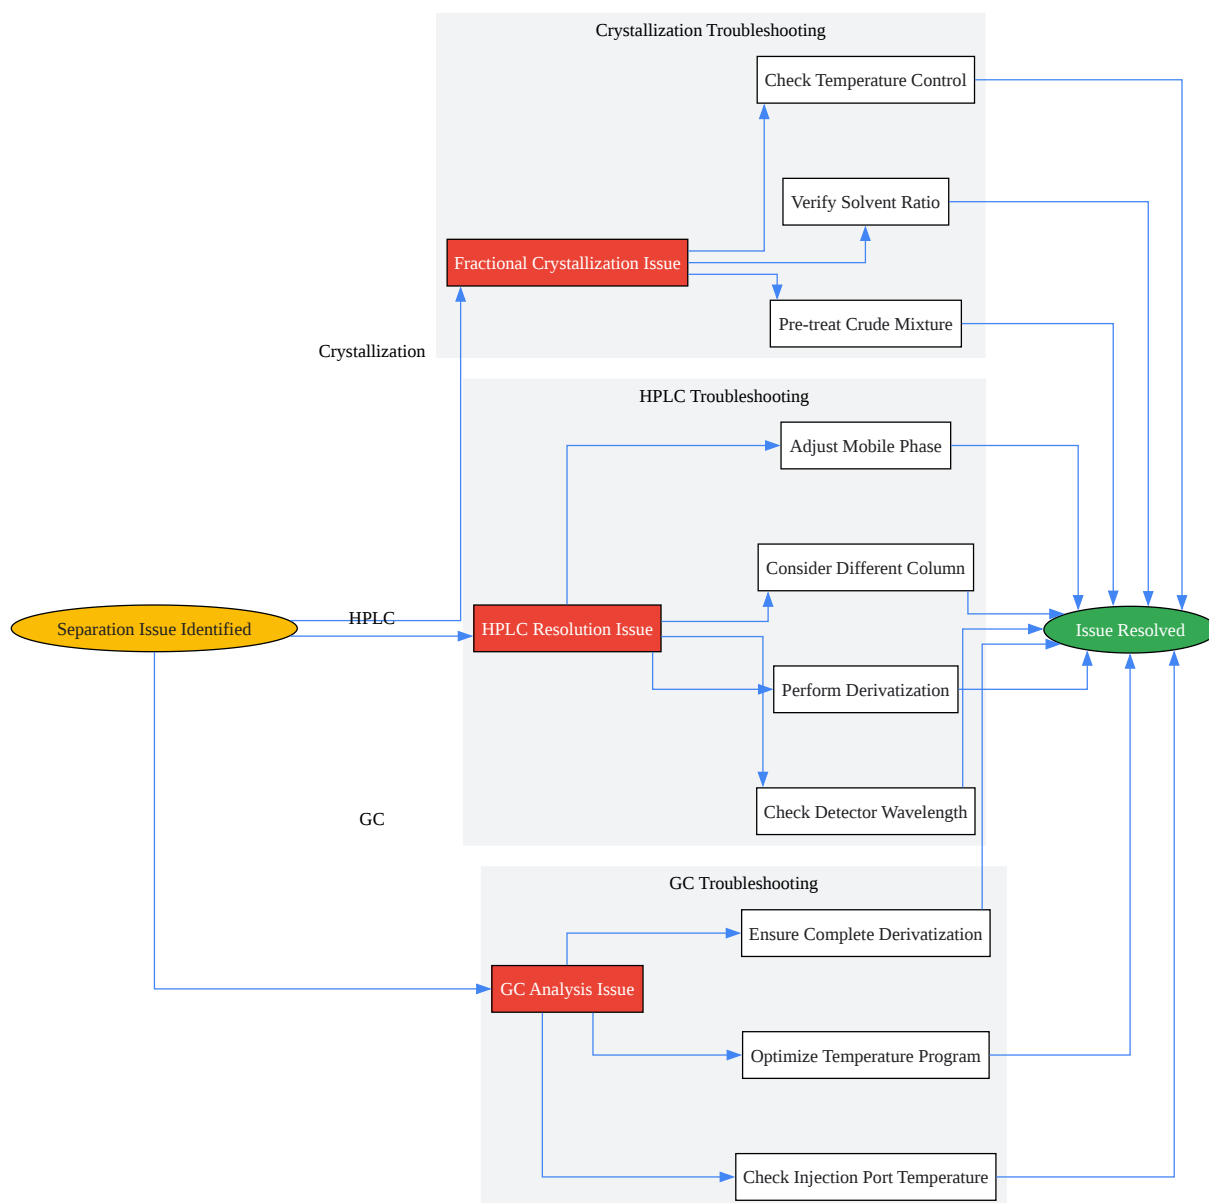 Crystallization Troubleshooting
Check Temperature Control
Verify Solvent Ratio
Fractional Crystallization Issue
Pre-treat Crude Mixture
Crystallization
HPLC Troubleshooting
Adjust Mobile Phase
Consider Different Column
HPLC
Separation Issue Identified
HPLC Resolution Issue
Issue Resolved
Perform Derivatization
Check Detector Wavelength
GC
GC Troubleshooting
Ensure Complete Derivatization
GC Analysis Issue
Optimize Temperature Program
Check Injection Port Temperature